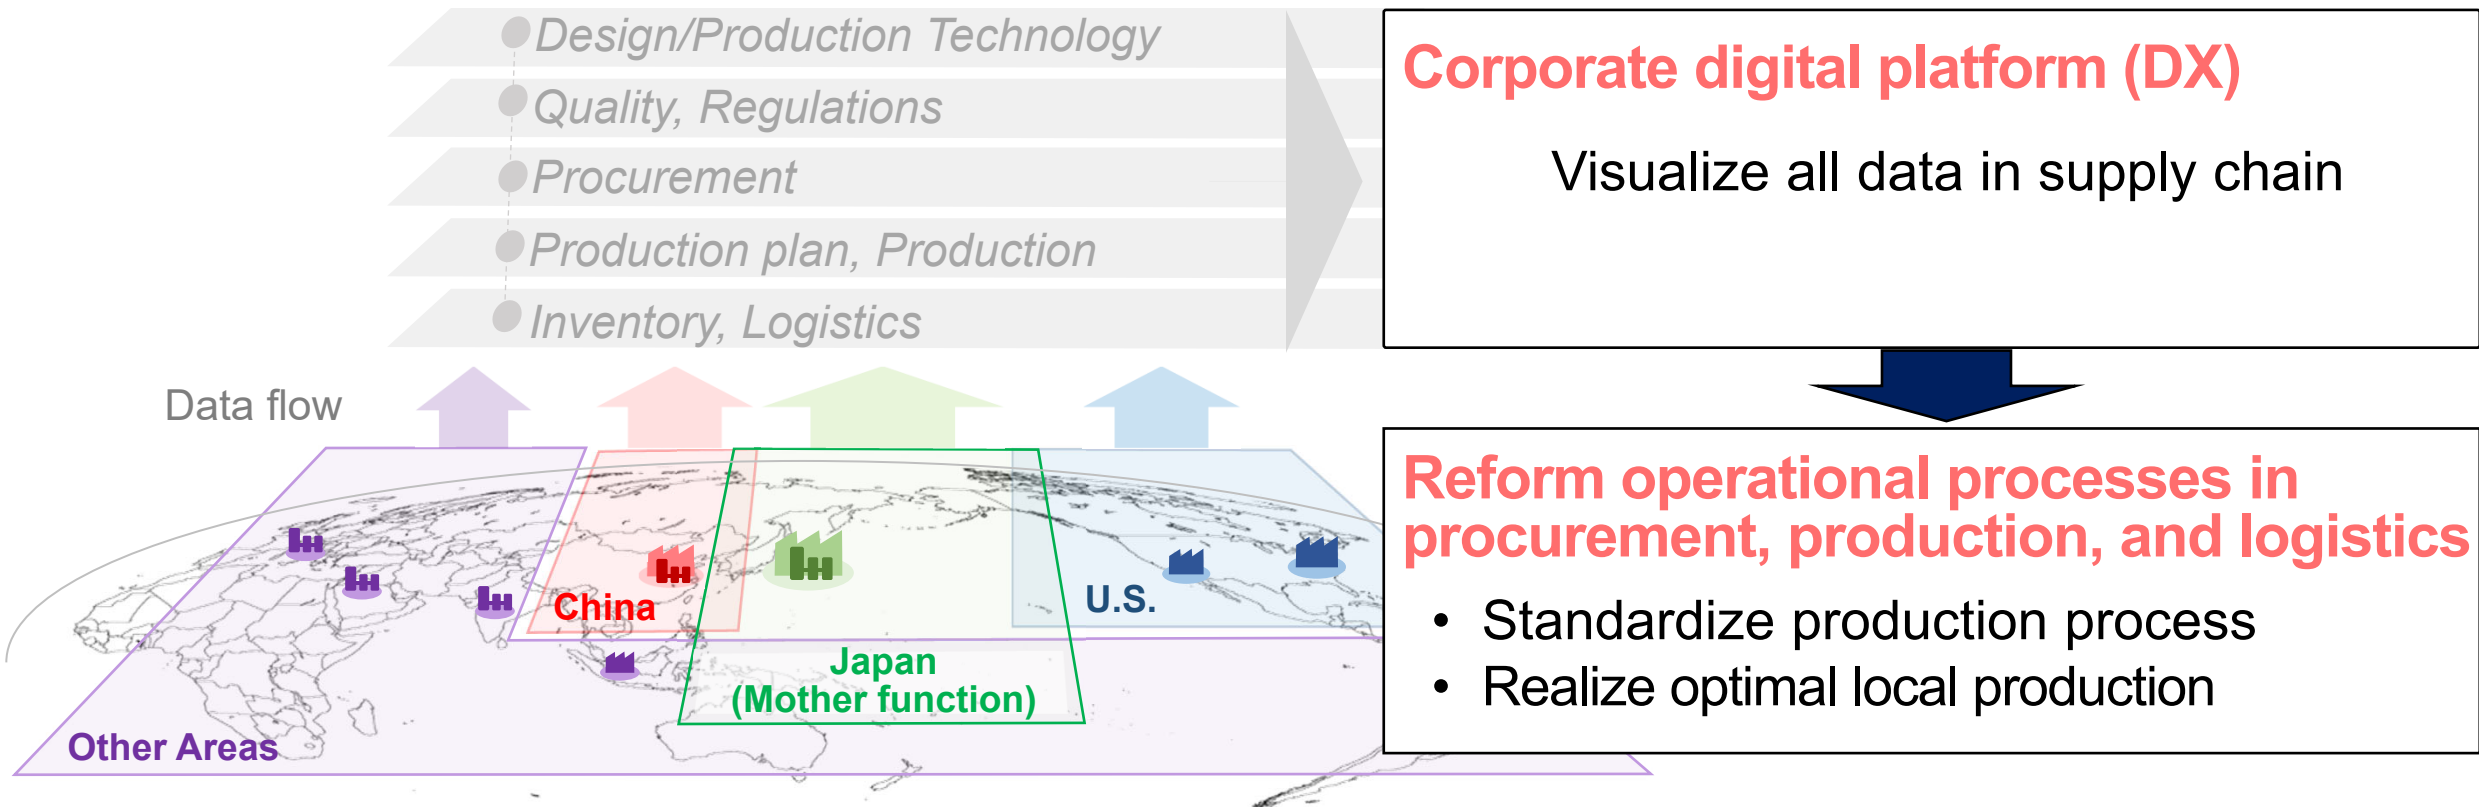 Design/Production Technology
Quality, Regulations
Procurement
Production plan, Production
Inventory, Logistics
Corporate digital platform (DX)
Visualize all data in supply chain
Data flow
Reform operational processes in
procurement, production, and logistics
• Standardize production process
• Realize optimal local production
China
U.S.
Japan
(Mother function)
Other Areas